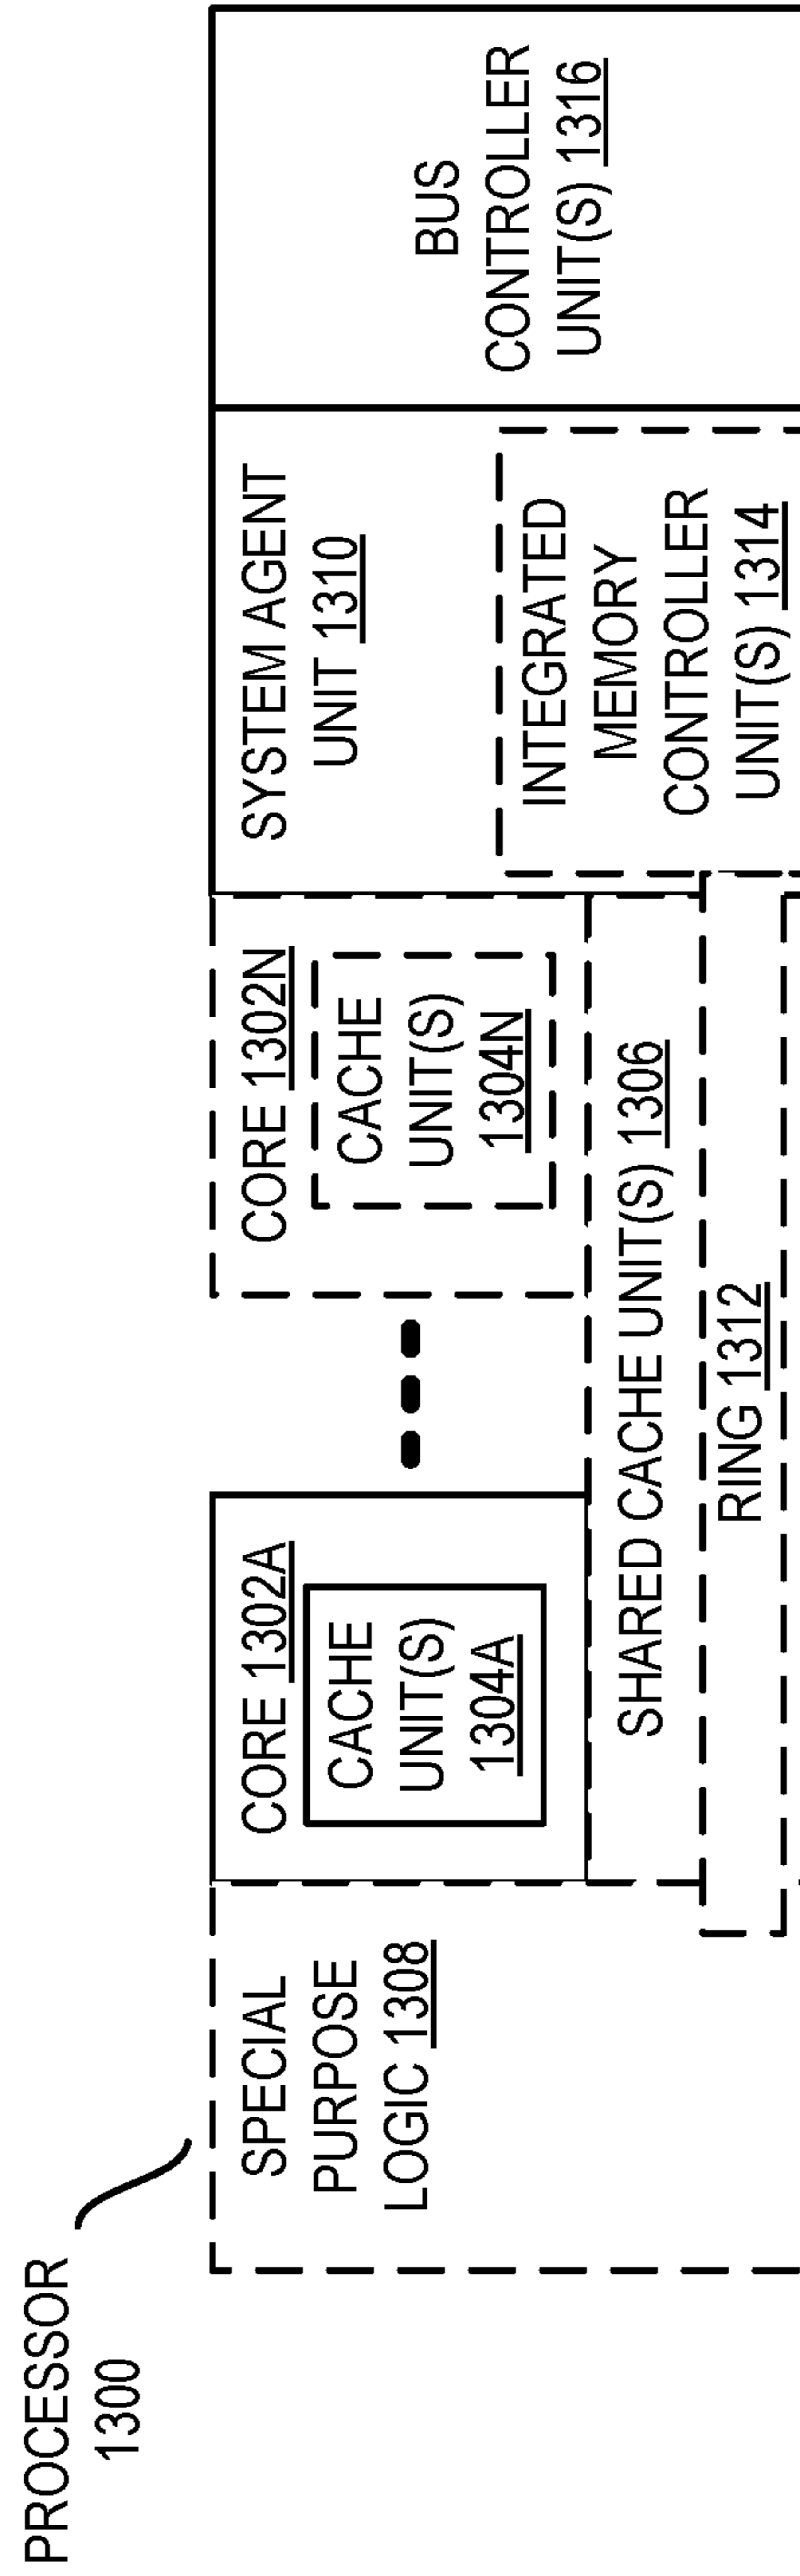 PROCESSOR
1300
SPECIAL
PURPOSE
LOGIC 1308
CORE 1302A
CACHE
UNIT(S)
1304A
CORE 1302N
CACHE
UNIT(S)
1304N
SHARED CACHE UNIT(S) 1306
RING 1312
SYSTEM AGENT
UNIT 1310
INTEGRATED
MEMORY
CONTROLLER
UNIT(S) 1314
BUS
CONTROLLER
UNIT(S) 1316